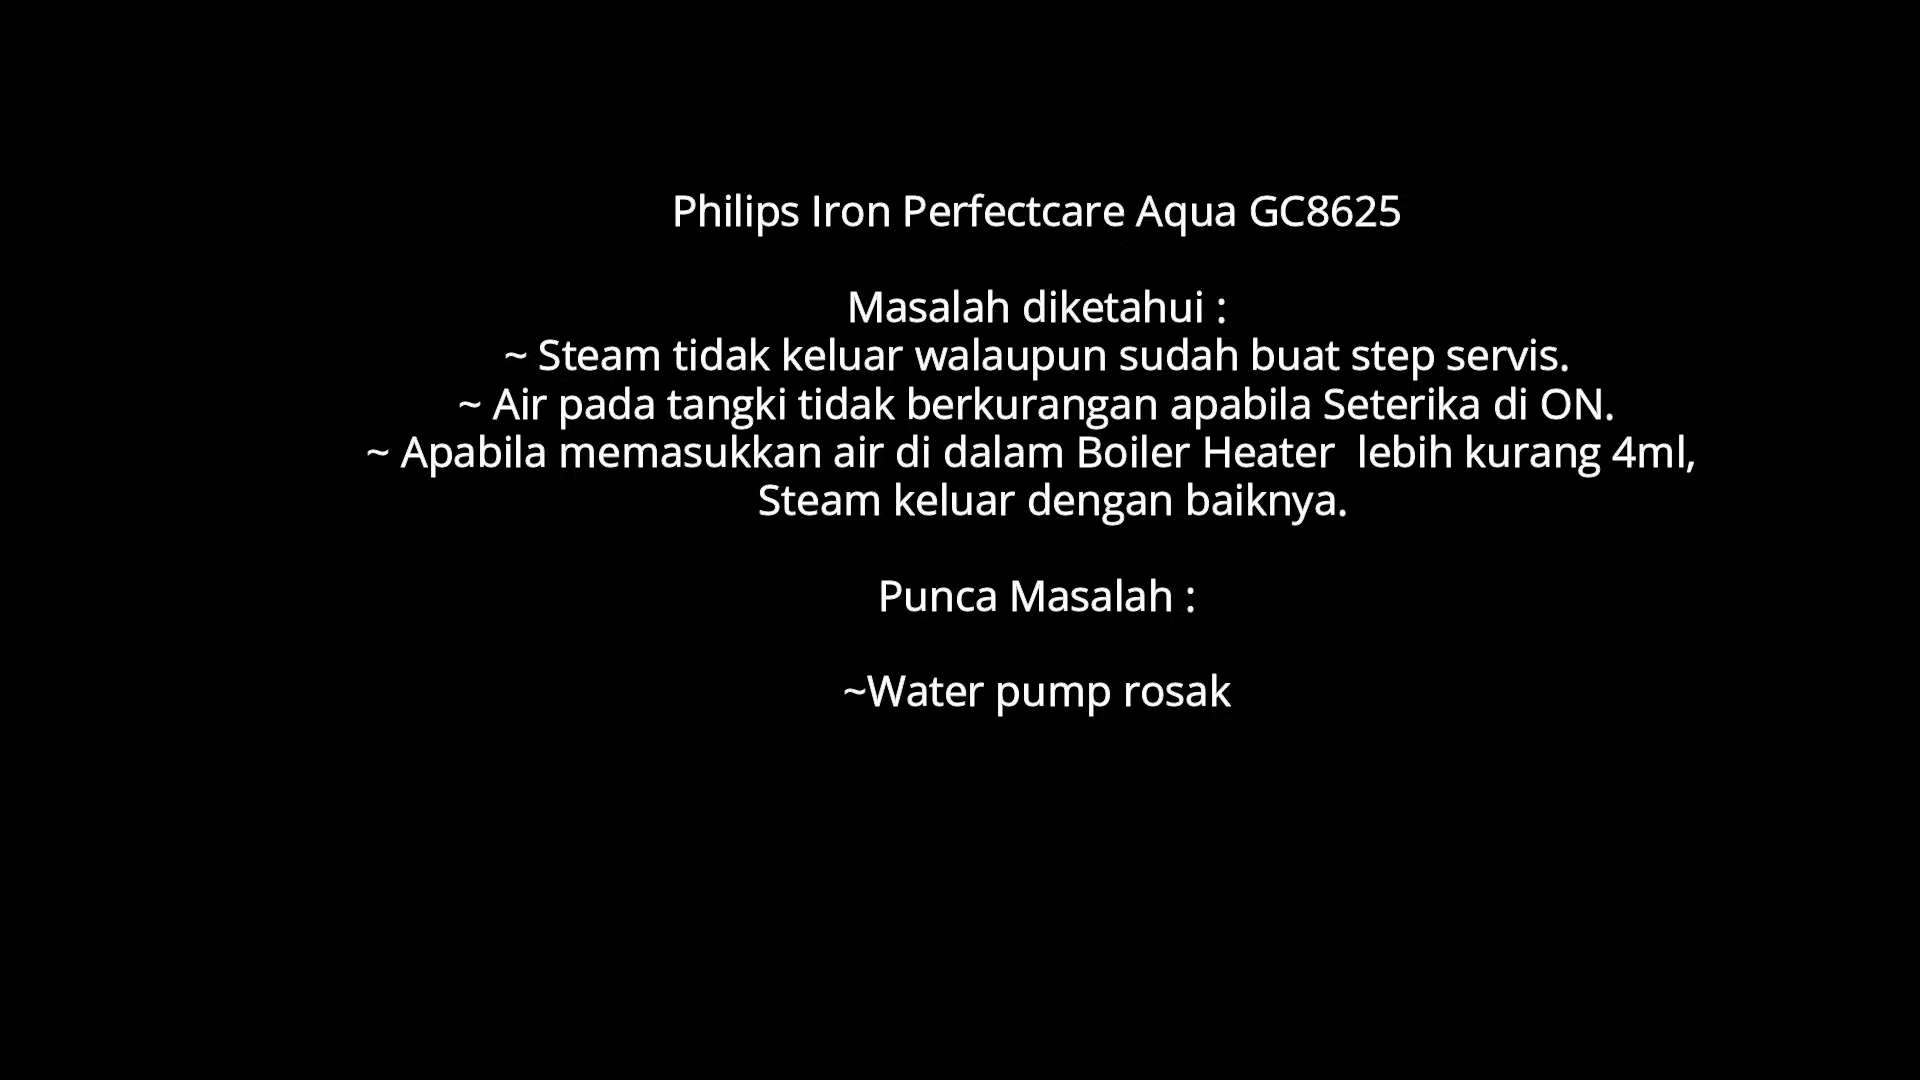 Philips Iron Perfectcare Aqua GC8625
Masalah diketahui :
~ Steam tidak keluar walaupun sudah buat step servis.
~ Air pada tangki tidak berkurangan apabila Seterika di ON.
~ Apabila memasukkan air di dalam Boiler Heater  lebih kurang 4ml,
Steam keluar dengan baiknya.
Punca Masalah :
~Water pump rosak